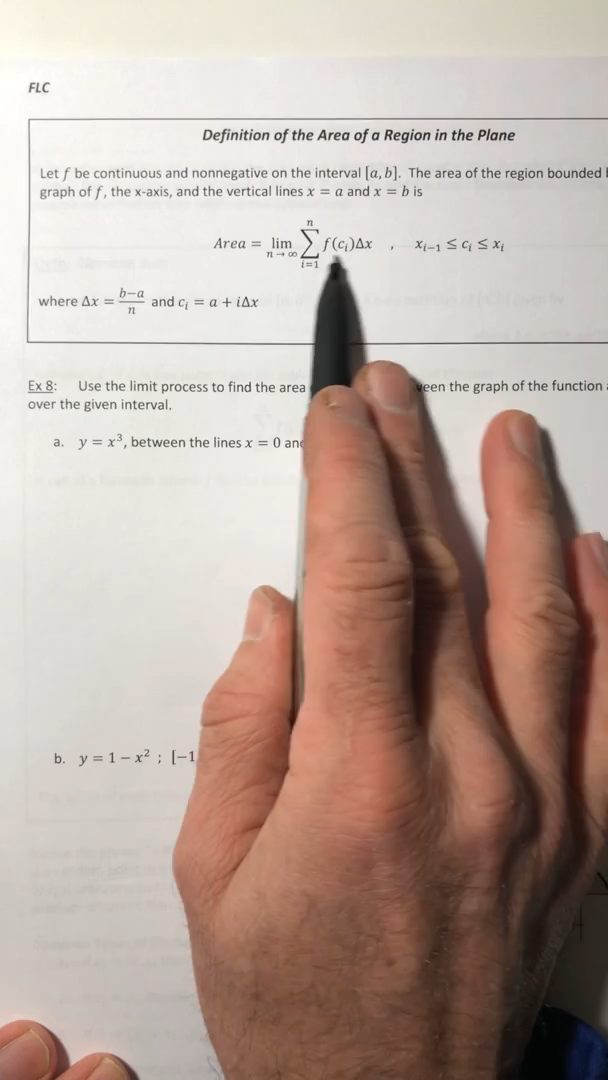 FLC
Definition of the Area of a Region in the Plane
Let f be continuous and nonnegative on the interval [a, b]. The area of the region bounded
graph of f, the x-axis, and the vertical lines x = a and x = b is
Area = lim n→∞ ∑ i=1 n f(cᵢ)Δx , xᵢ₋₁ ≤ cᵢ ≤ xᵢ
where Δx = b−a/n and cᵢ = a + iΔx
Ex 8: Use the limit process to find the area een the graph of the function
over the given interval.
a. y = x³, between the lines x = 0 an
b. y = 1 − x² ; [−1